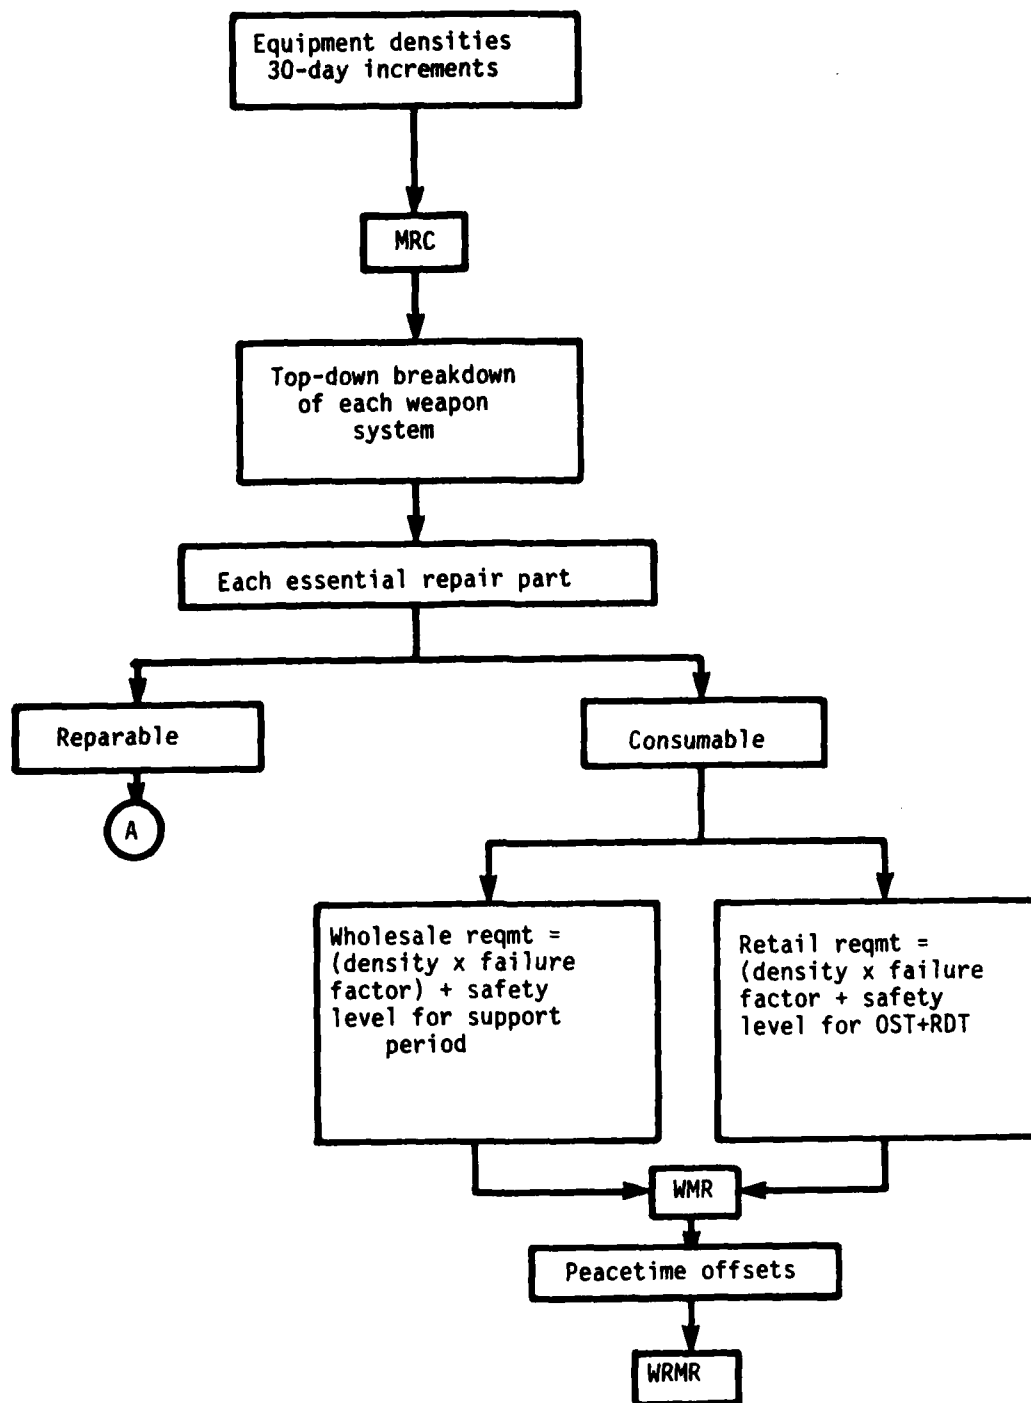 Equipment densities
30-day increments
MRC
Top-down breakdown
of each weapon
system
Each essential repair part
Reparable
Consumable
A
Wholesale reqmt =
(density x failure
factor) + safety
level for support
period
Retail reqmt =
(density x failure
factor + safety
level for OST+RDT
WMR
Peacetime offsets
WRMR